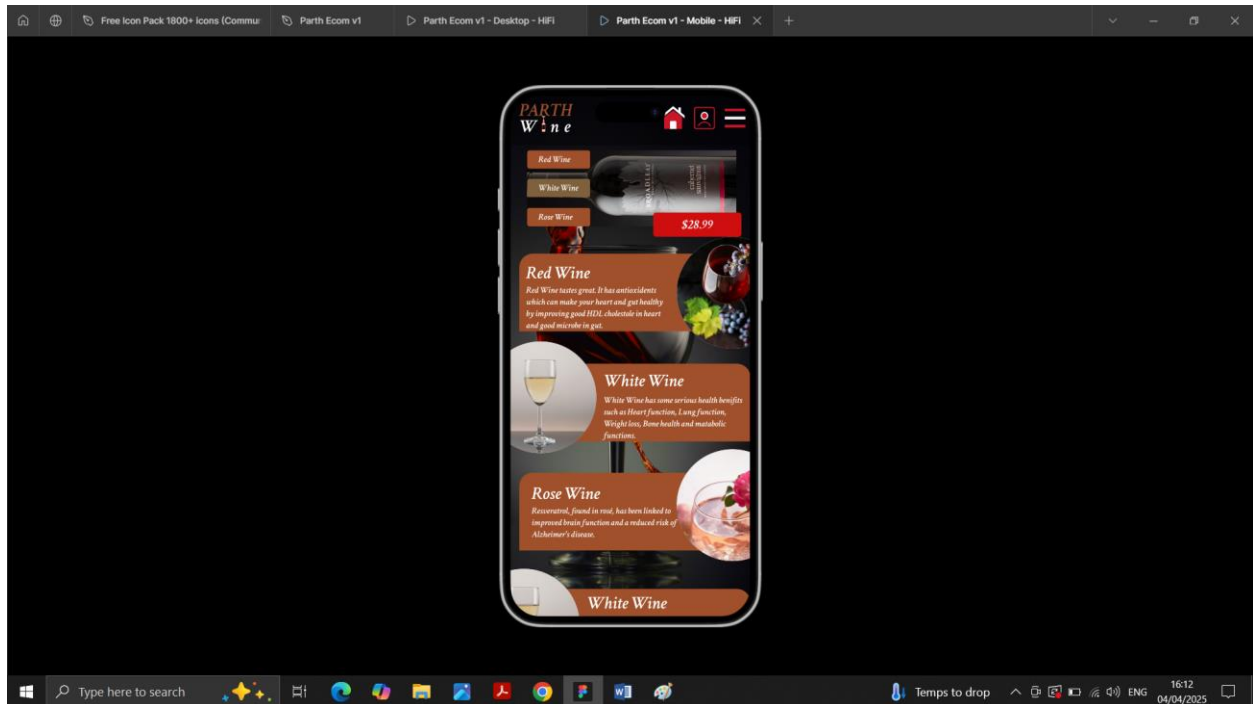 Free Icon Pack 1800+ icons (Commu
Parth Ecom v1
Parth Ecom v1 - Desktop - HiFi
Parth Ecom v1 - Mobile - HiFi
PARTH
Wine
Red Wine
White Wine
Rose Wine
BROADLEAF
cabernet
sauvignon
$28.99
Red Wine
Red Wine tastes great. It has antioxidents
which can make your heart and gut healthy
by improving good HDL cholestole in heart
and good microbe in gut.
White Wine
White Wine has some serious health benifits
such as Heart function, Lung function,
Weight loss, Bone health and matabolic
functions.
Rose Wine
Resveratrol, found in rosé, has been linked to
improved brain function and a reduced risk of
Alzheimer's disease.
White Wine
Type here to search
Temps to drop
ENG
16:12
04/04/2025